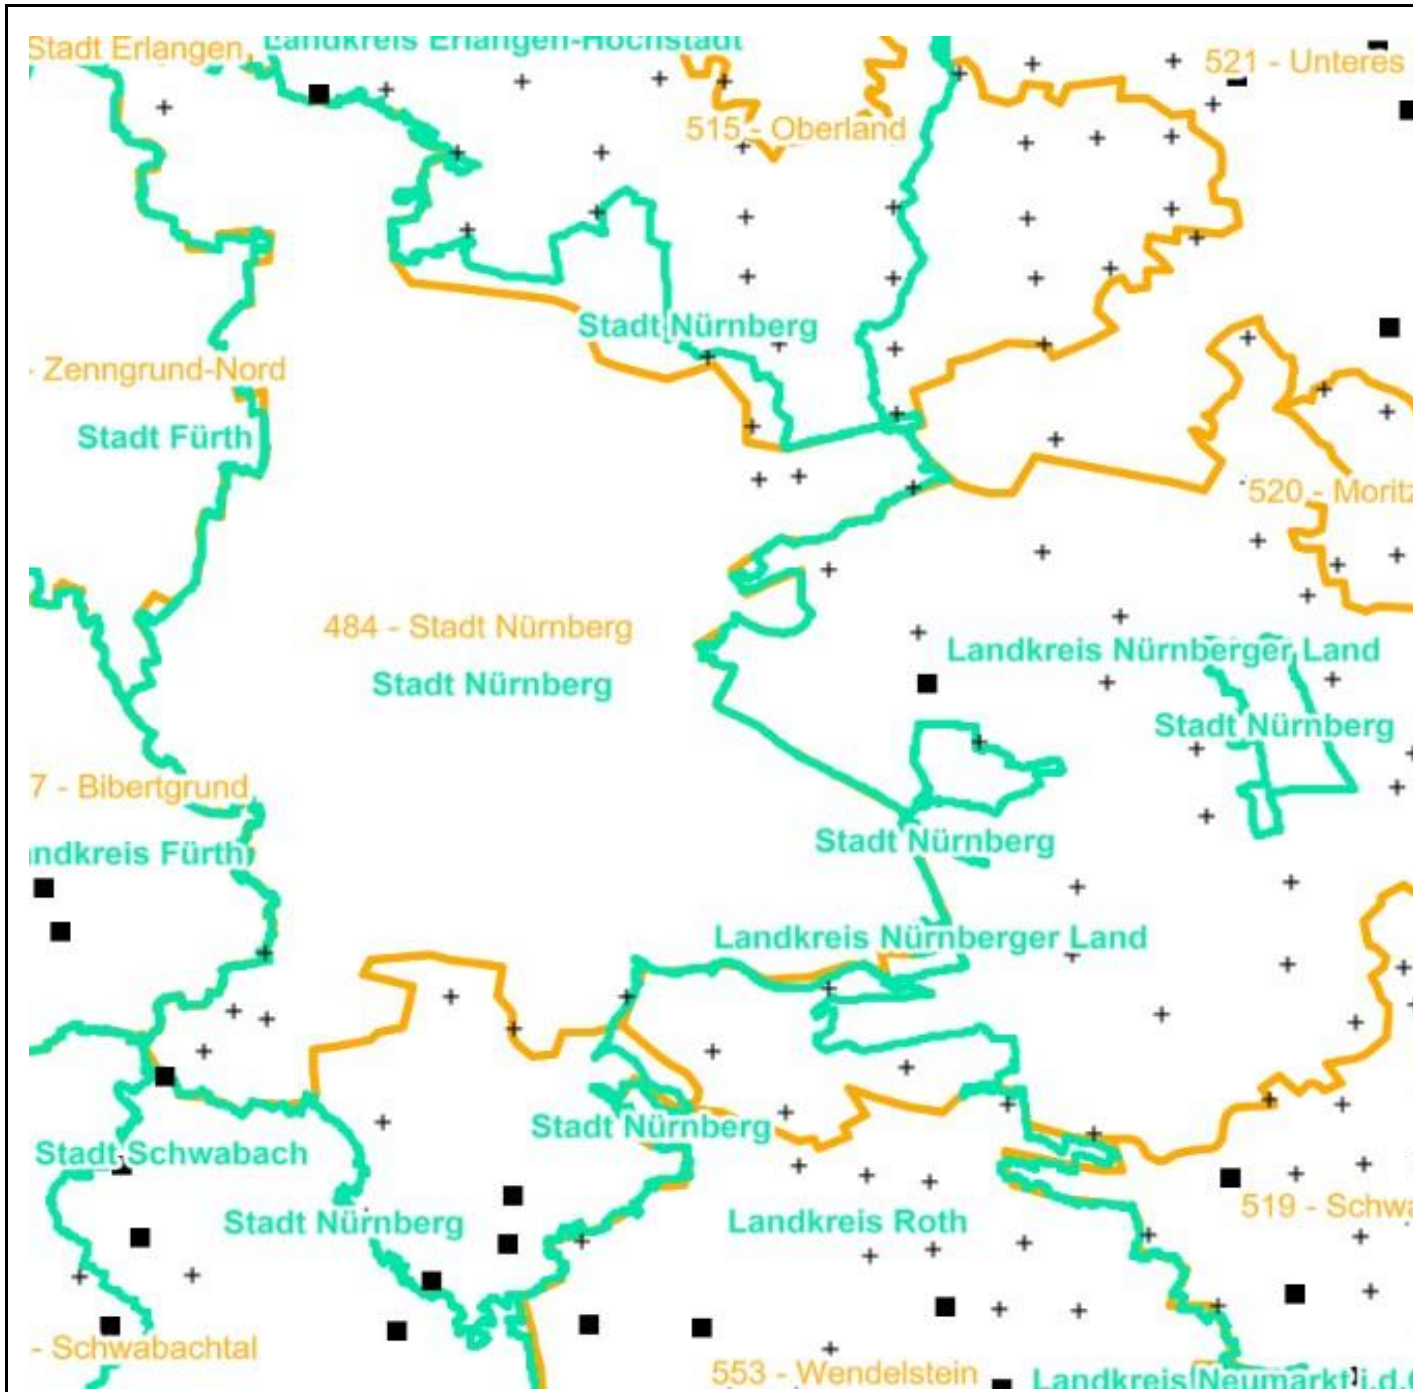 Stadt Erlangen
Landkreis Erlangen-Höchstadt
521 - Unteres
515 - Oberland
Stadt Nürnberg
- Zenngrund-Nord
Stadt Fürth
520 - Moritz
484 - Stadt Nürnberg
Landkreis Nürnberger Land
Stadt Nürnberg
Stadt Nürnberg
7 - Bibertgrund
Stadt Nürnberg
ndkreis Fürth
Landkreis Nürnberger Land
Stadt Nürnberg
Stadt Schwabach
519 - Schwa
Stadt Nürnberg
Landkreis Roth
- Schwabachtal
553 - Wendelstein
Landkreis Neumarkt i.d.